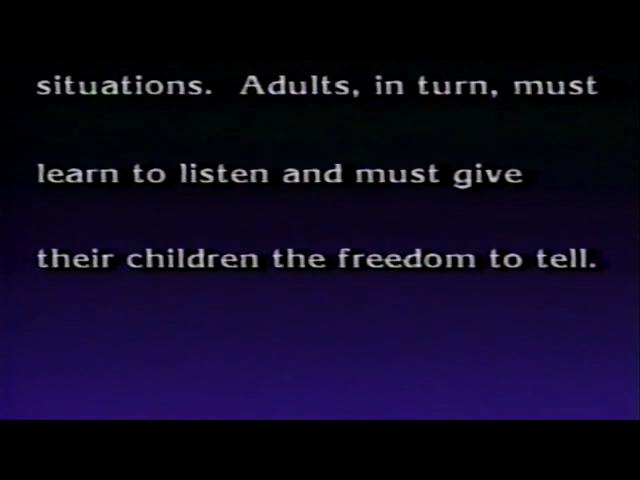 situations.  Adults, in turn, must
learn to listen and must give
their children the freedom to tell.